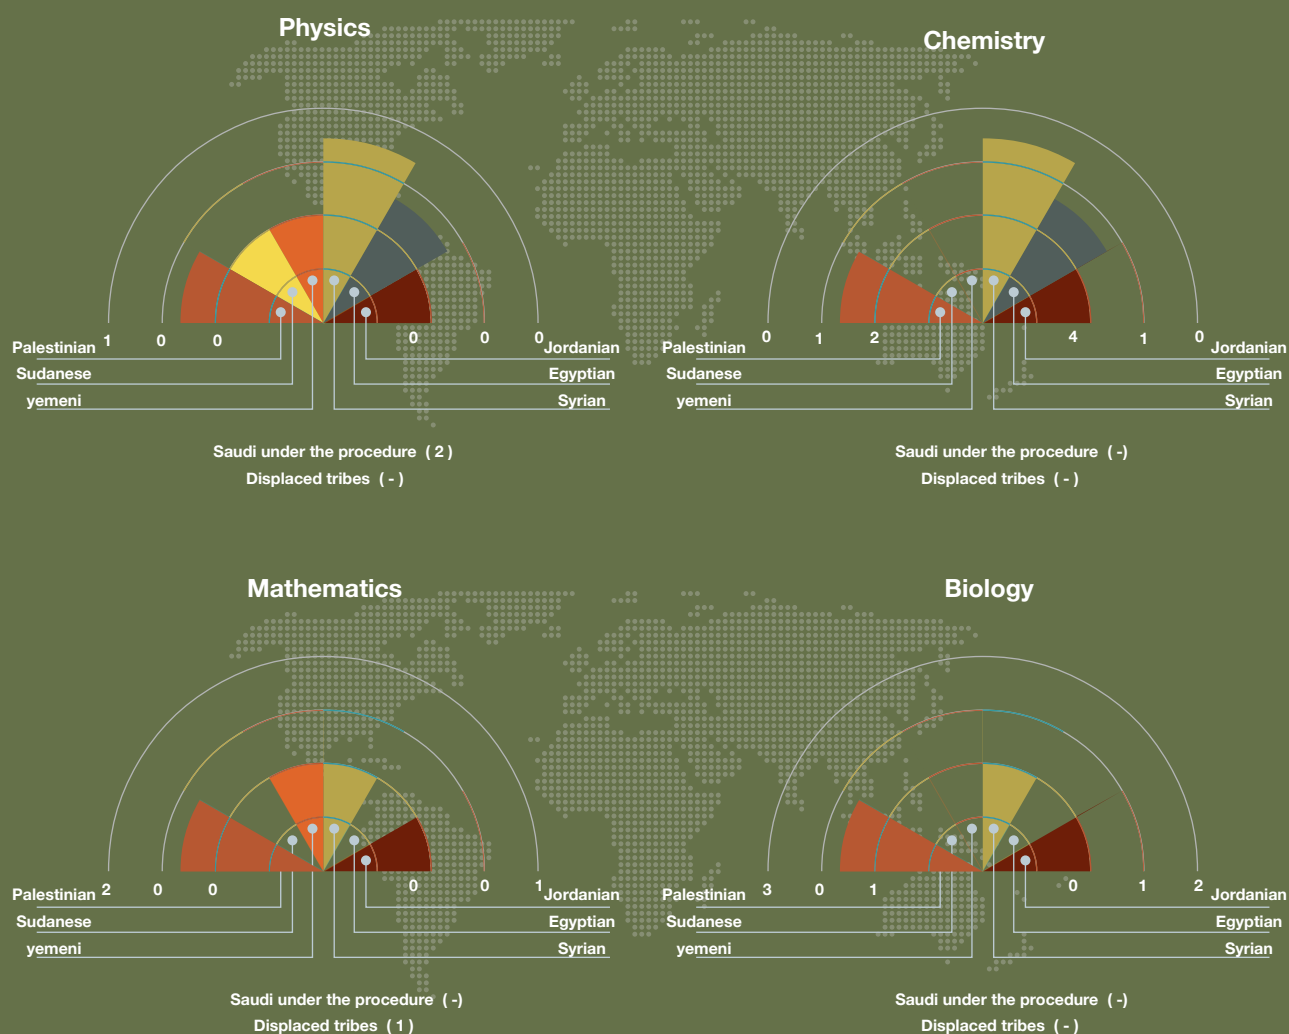 Physics
Chemistry
1 0 0 0 0 0
0 1 2 4 1 0
Palestinian Jordanian
Palestinian Jordanian
Sudanese Egyptian
Sudanese Egyptian
yemeni Syrian
yemeni Syrian
Saudi under the procedure ( 2 )
Saudi under the procedure ( -)
Displaced tribes ( - )
Displaced tribes ( - )
Mathematics
Biology
2 0 0 0 0 1
3 0 1 0 1 2
Palestinian Jordanian
Palestinian Jordanian
Sudanese Egyptian
Sudanese Egyptian
yemeni Syrian
yemeni Syrian
Saudi under the procedure ( -)
Saudi under the procedure ( -)
Displaced tribes ( 1 )
Displaced tribes ( - )